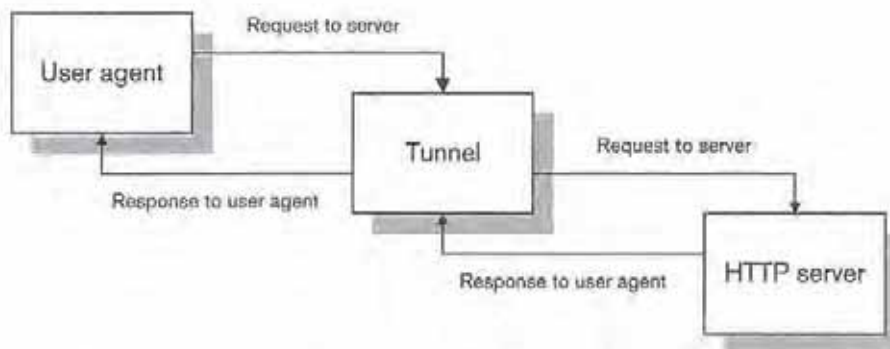 Request to server
User agent
Tunnel
Request to server
Response to user agent
HTTP server
Response to user agent